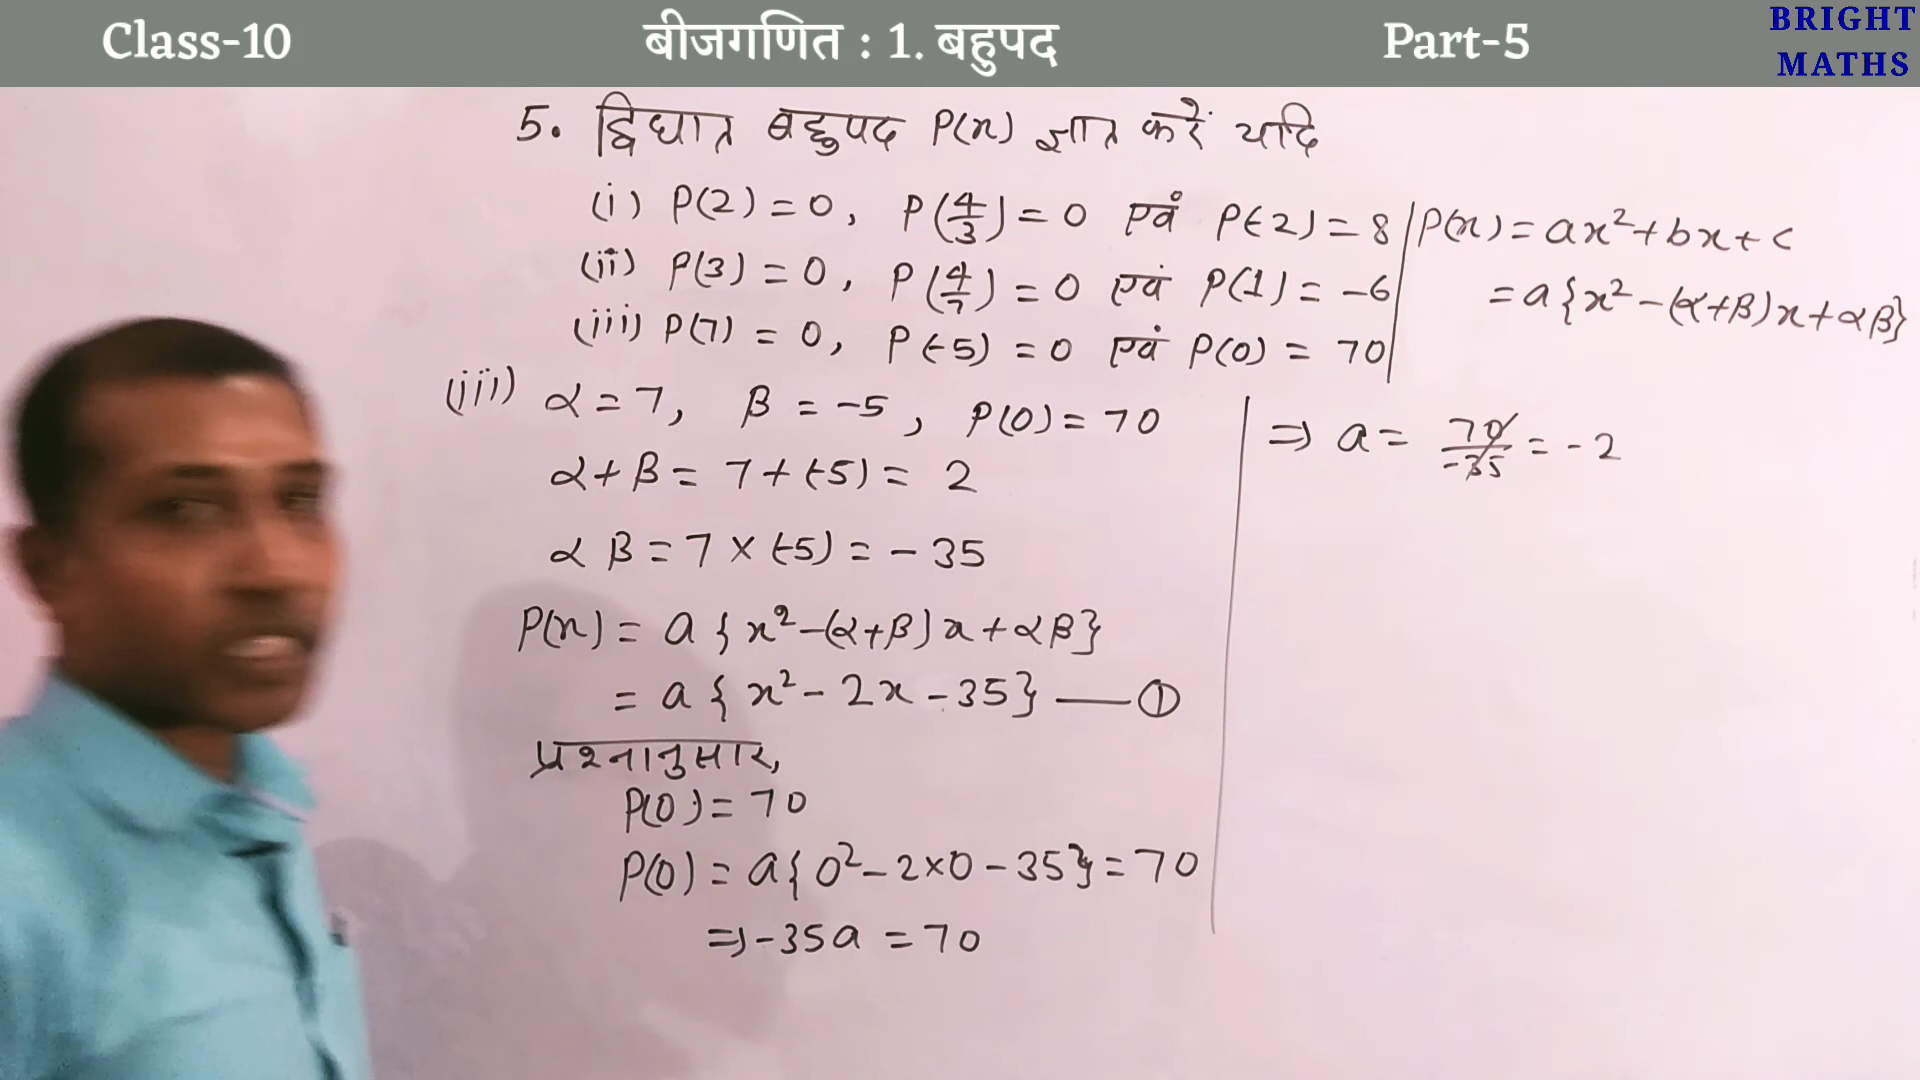 Class-10
बीजगणित : 1. बहुपद
Part-5
BRIGHT
MATHS
5. द्विघात बहुपद P(x) ज्ञात करें यदि
(i) P(2) = 0, P(4/3) = 0 एवं P(-2) = 8
(ii) P(3) = 0, P(4/7) = 0 एवं P(1) = -6
(iii) P(7) = 0, P(-5) = 0 एवं P(0) = 70
P(x) = ax² + bx + c
= a{x² - (α+β)x + αβ}
(iii) α = 7, β = -5, P(0) = 70
α + β = 7 + (-5) = 2
α β = 7 × (-5) = - 35
P(x) = a { x² - (α+β)x + αβ}
= a { x² - 2x - 35} —— ①
प्रश्नानुसार,
P(0) = 70
P(0) = a{ 0² - 2×0 - 35} = 70
⇒ -35a = 70
⇒ a = 70/-35 = - 2